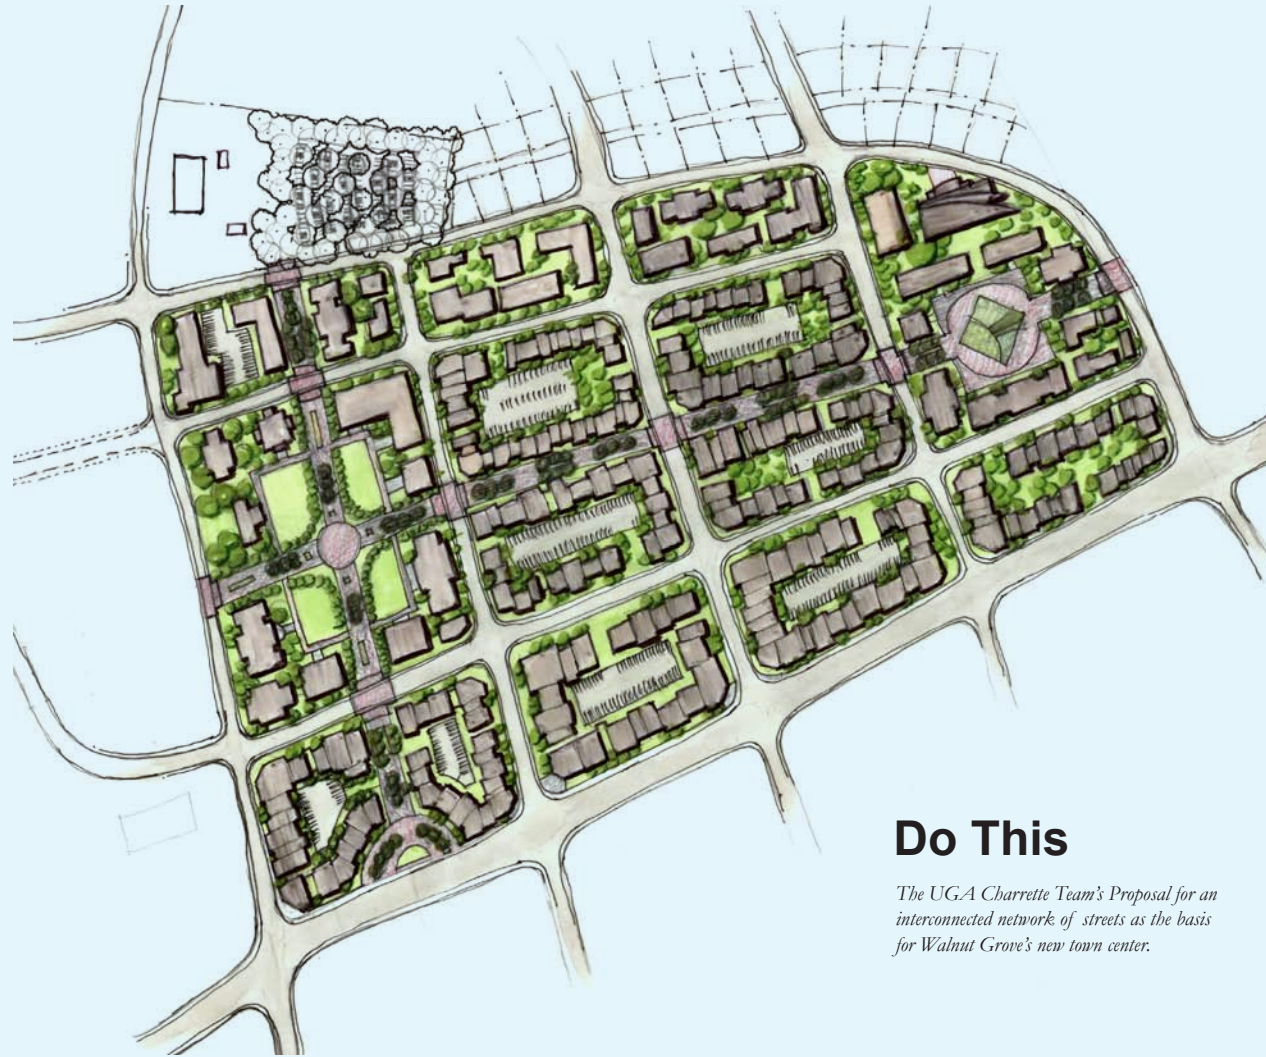 Do This
The UGA Charrette Team's Proposal for an
interconnected network of streets as the basis
for Walnut Grove's new town center.